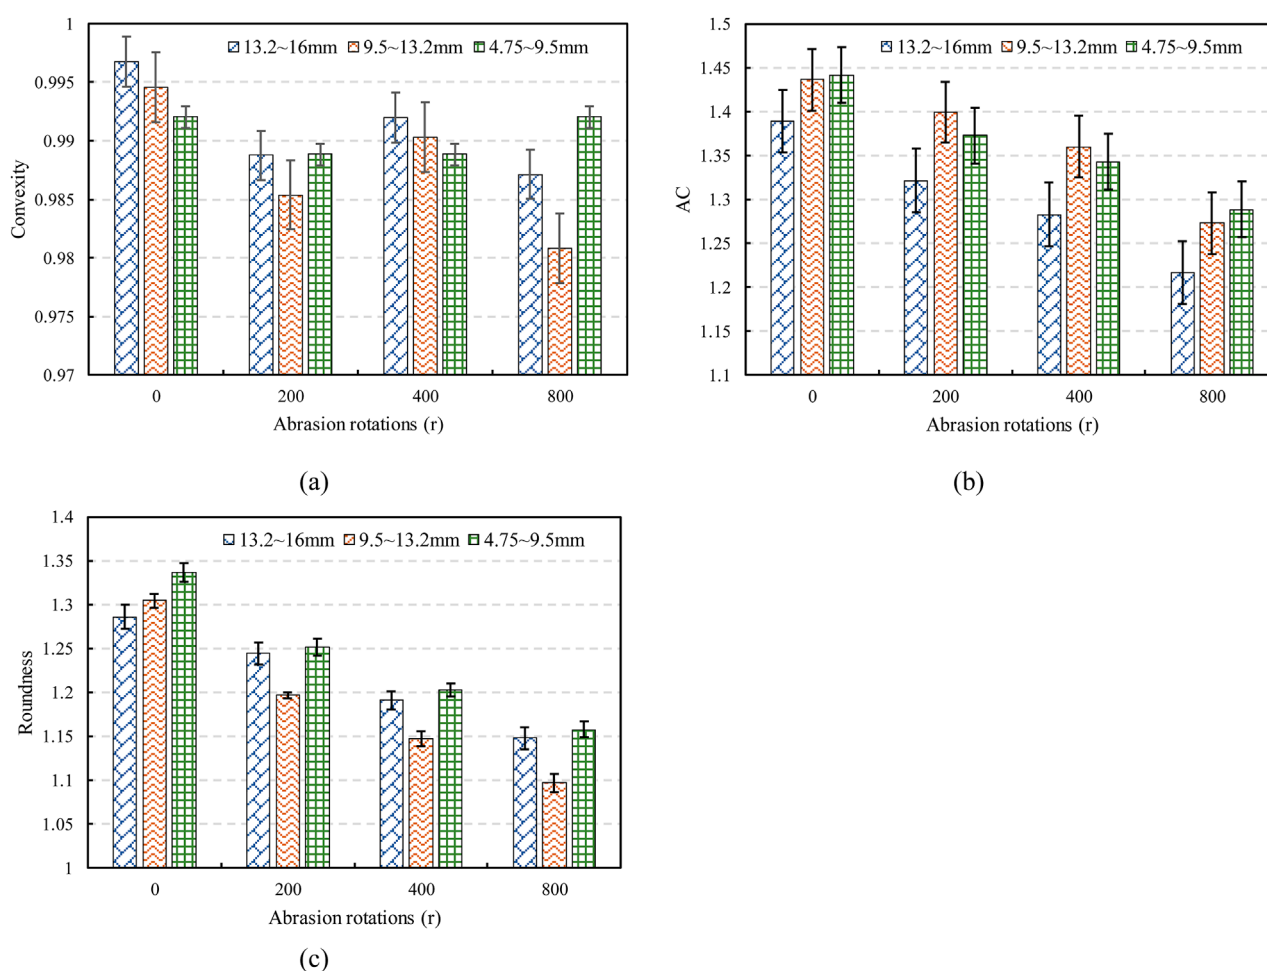 1
0.995
0.99
0.985
0.98
0.975
0.97
Convexity
13.2~16mm 9.5~13.2mm 4.75~9.5mm
0 200 400 800
Abrasion rotations (r)
(a)
1.5
1.45
1.4
1.35
1.3
1.25
1.2
1.15
1.1
AC
13.2~16mm 9.5~13.2mm 4.75~9.5mm
0 200 400 800
Abrasion rotations (r)
(b)
1.4
1.35
1.3
1.25
1.2
1.15
1.1
1.05
1
Roundness
13.2~16mm 9.5~13.2mm 4.75~9.5mm
0 200 400 800
Abrasion rotations (r)
(c)